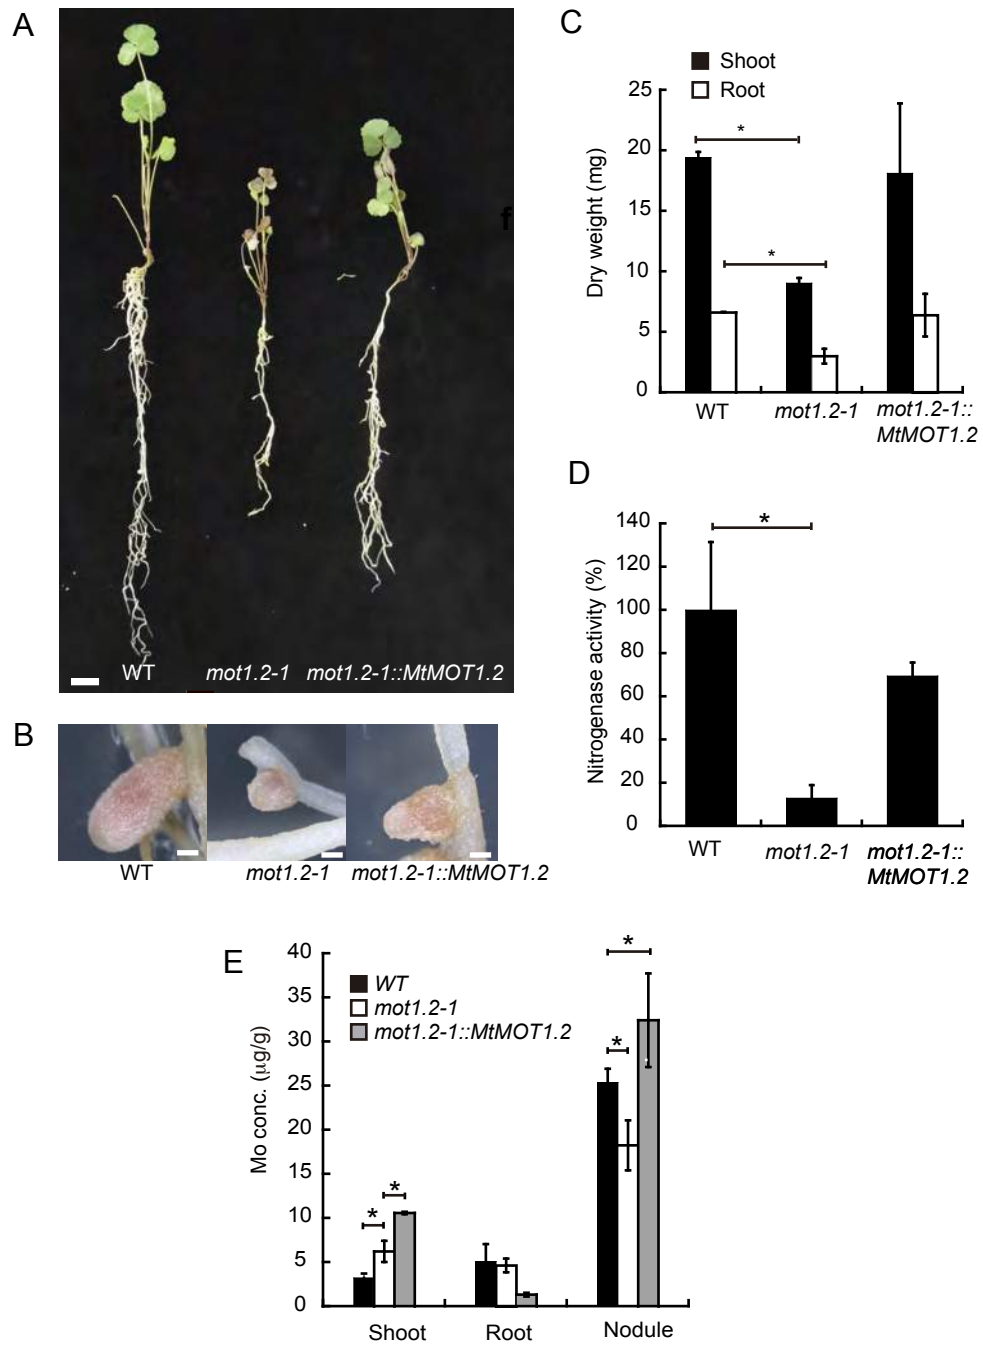 A
f
WT mot1.2-1 mot1.2-1::MtMOT1.2
B
WT mot1.2-1 mot1.2-1::MtMOT1.2
C
Shoot
Root
Dry weight (mg)
25
20
15
10
5
0
*
*
WT mot1.2-1 mot1.2-1::
MtMOT1.2
D
Nitrogenase activity (%)
140
120
100
80
60
40
20
0
*
WT mot1.2-1 mot1.2-1::
MtMOT1.2
E
Mo conc. (μg/g)
40
35
30
25
20
15
10
5
0
WT
mot1.2-1
mot1.2-1::MtMOT1.2
*
*
*
*
Shoot Root Nodule